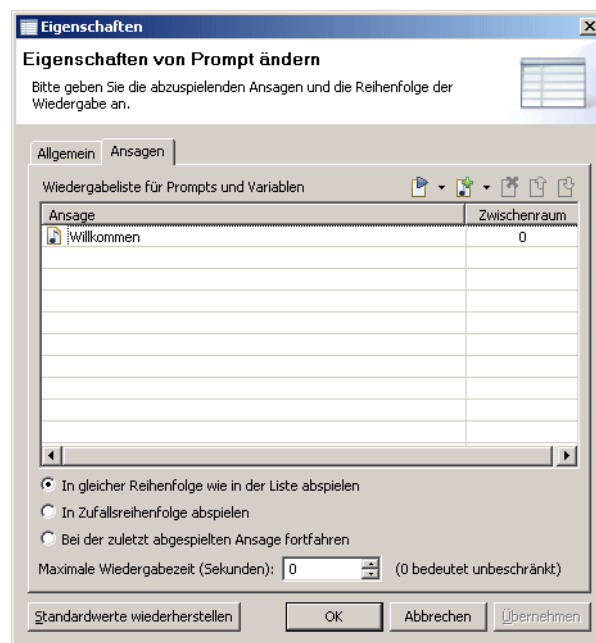 Eigenschaften
Eigenschaften von Prompt ändern
Bitte geben Sie die abzuspielenden Ansagen und die Reihenfolge der
Wiedergabe an.
Allgemein Ansagen
Wiedergabeliste für Prompts und Variablen
Ansage Zwischenraum
Willkommen 0
In gleicher Reihenfolge wie in der Liste abspielen
In Zufallsreihenfolge abspielen
Bei der zuletzt abgespielten Ansage fortfahren
Maximale Wiedergabezeit (Sekunden): 0 (0 bedeutet unbeschränkt)
Standardwerte wiederherstellen OK Abbrechen Übernehmen